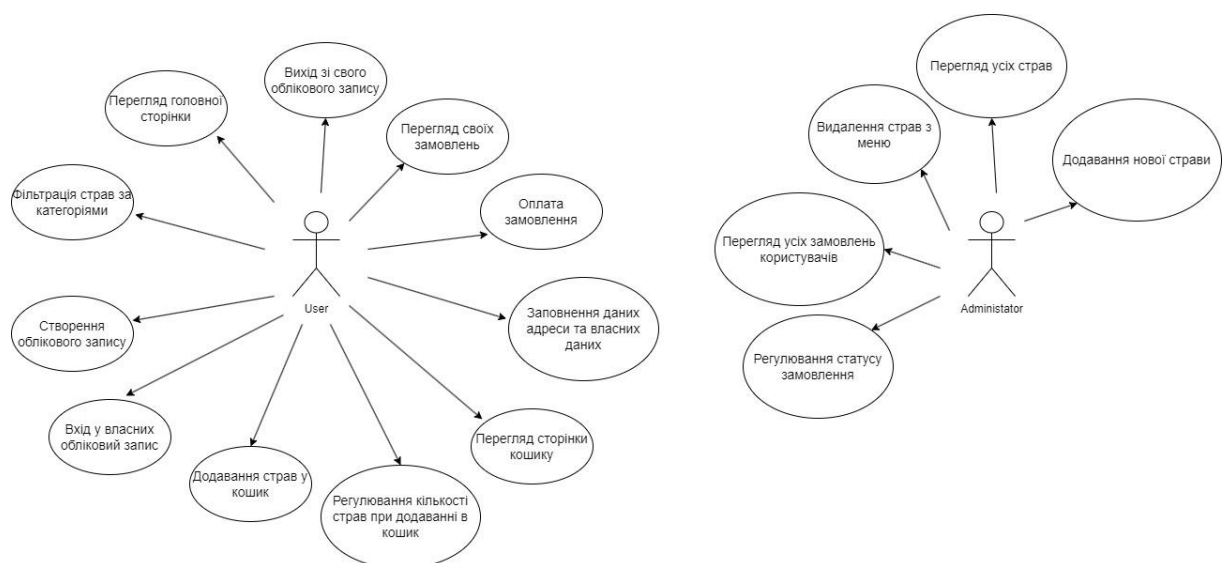 Вихід зі свого
облікового запису
Перегляд головної
сторінки
Перегляд своїх
замовлень
Фільтрація страв за
категоріями
Оплата
замовлення
User
Заповнення даних
адреси та власних
даних
Створення
облікового запису
Вхід у власних
обліковий запис
Перегляд сторінки
кошику
Додавання страв у
кошик
Регулювання кількості
страв при додаванні в
кошик
Перегляд усіх страв
Видалення страв з
меню
Додавання нової страви
Перегляд усіх замовлень
користувачів
Administator
Регулювання статусу
замовлення